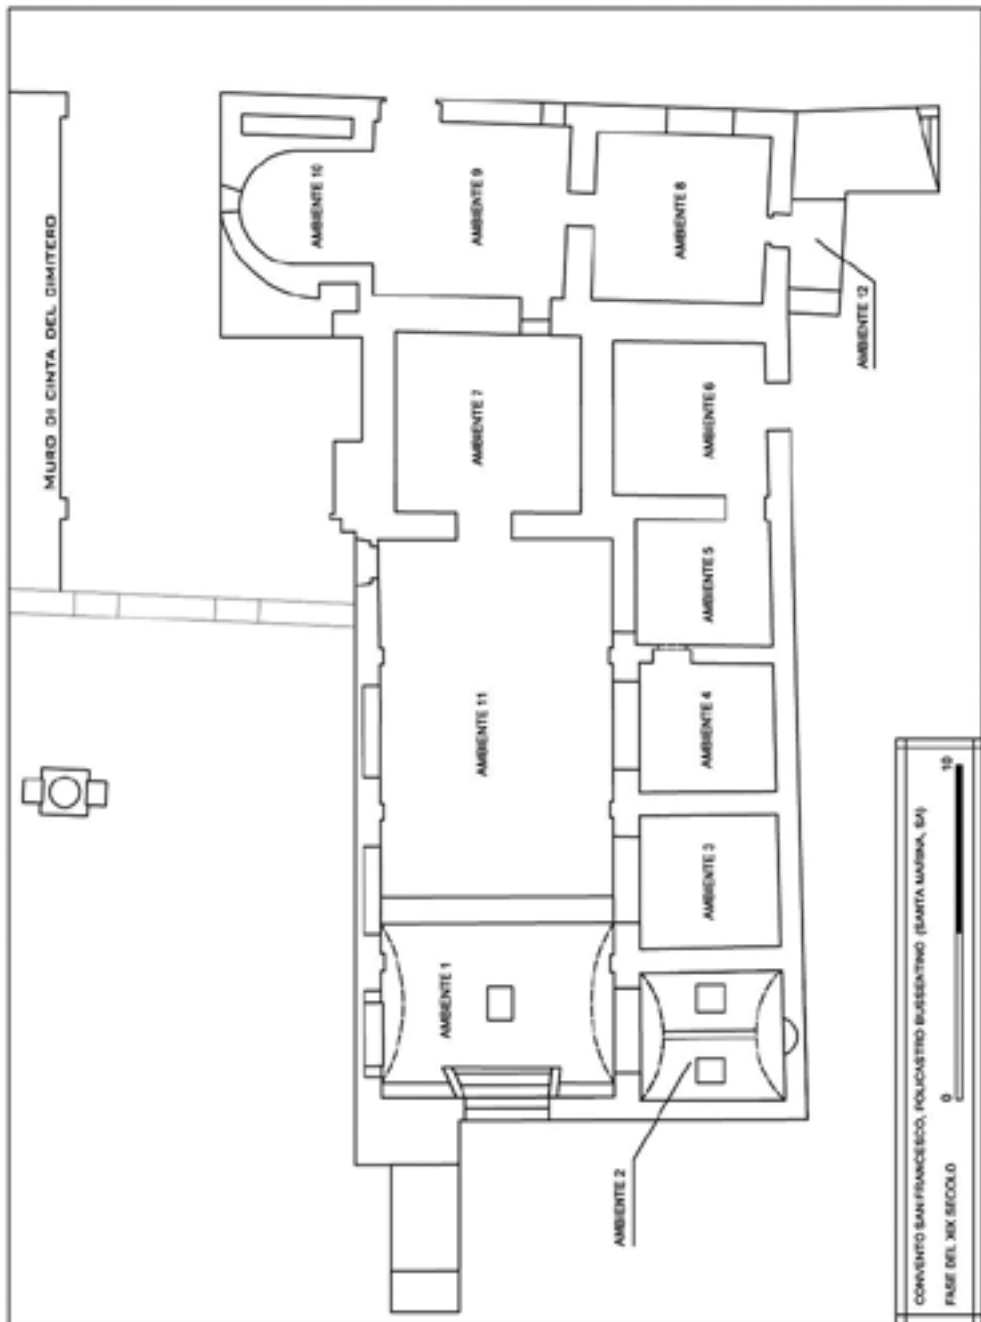 MURO DI CINTA DEL CIMITERO
AMBIENTE 10
AMBIENTE 9
AMBIENTE 8
AMBIENTE 12
AMBIENTE 7
AMBIENTE 6
AMBIENTE 5
AMBIENTE 11
AMBIENTE 4
AMBIENTE 3
AMBIENTE 1
AMBIENTE 2
CONVENTO SAN FRANCESCO, POLICASTRO BUSSENTINO (SANTA MARINA, SA)
FASE DEL XIX SECOLO
0 10